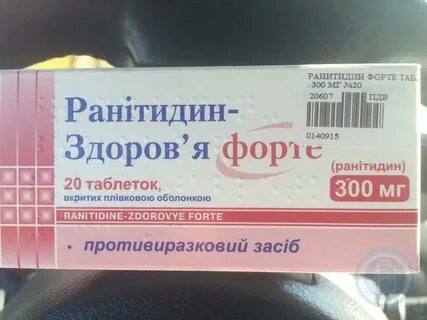 РАНИТИДИН ФОРТЕ ТАБ.
300 МГ №20
20607 ПДВ
0140915
Ранітидин-
Здоров'я форте
(ранітидин)
20 таблеток,
300 мг
вкритих плівковою оболонкою
RANITIDINE-ZDOROVYE FORTE
• противиразковий засіб